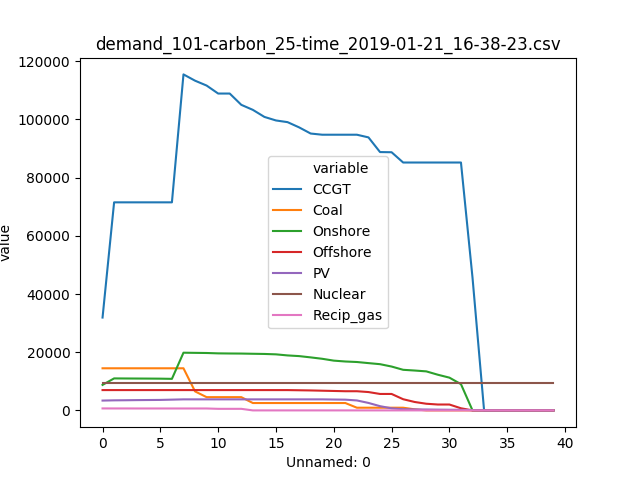 demand_101-carbon_25-time_2019-01-21_16-38-23.csv
120000
100000
80000
60000
40000
20000
0
value
variable
CCGT
Coal
Onshore
Offshore
PV
Nuclear
Recip_gas
0 5 10 15 20 25 30 35 40
Unnamed: 0